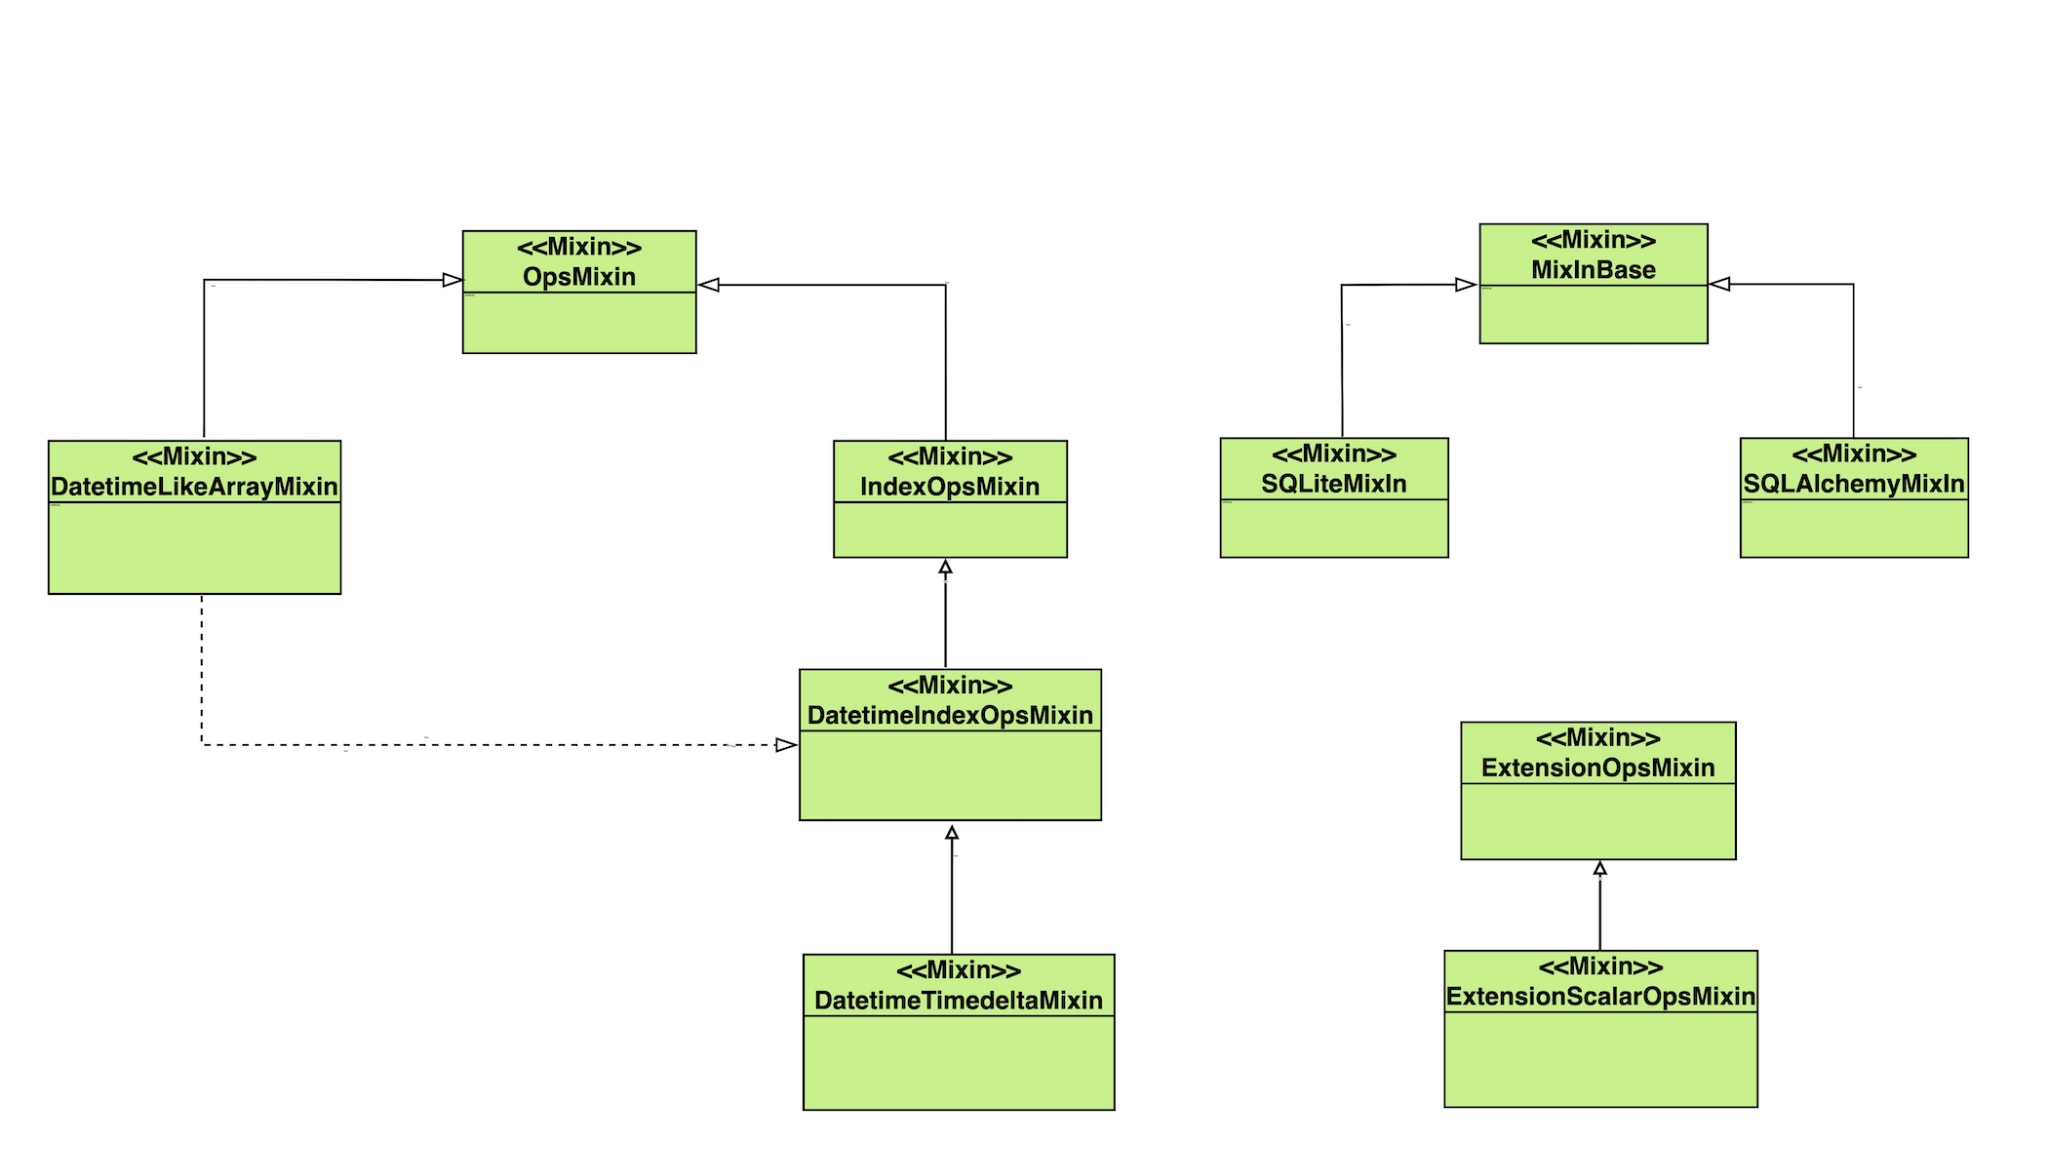 <<Mixin>>
OpsMixin
<<Mixin>>
MixInBase
<<Mixin>>
DatetimeLikeArrayMixin
<<Mixin>>
IndexOpsMixin
<<Mixin>>
SQLiteMixIn
<<Mixin>>
SQLAlchemyMixIn
<<Mixin>>
DatetimeIndexOpsMixin
<<Mixin>>
ExtensionOpsMixin
<<Mixin>>
DatetimeTimedeltaMixin
<<Mixin>>
ExtensionScalarOpsMixin